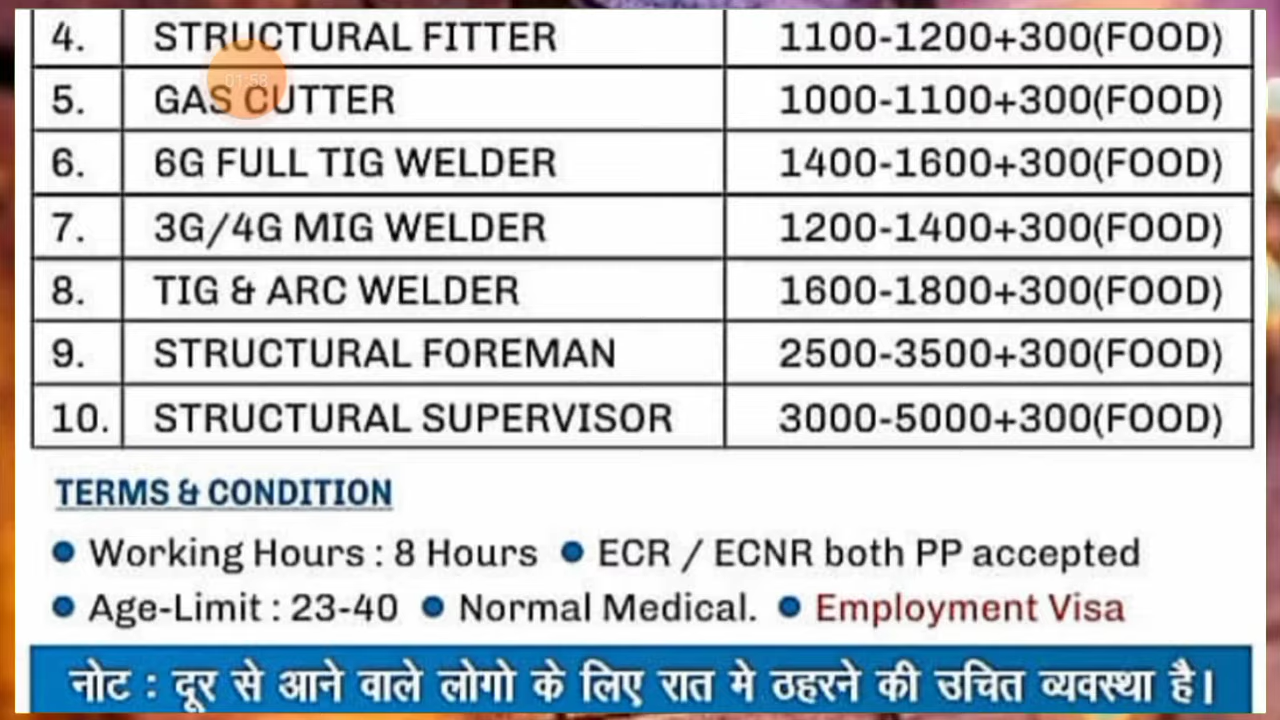 4. STRUCTURAL FITTER 1100-1200+300(FOOD)
01:58
5. GAS CUTTER 1000-1100+300(FOOD)
6. 6G FULL TIG WELDER 1400-1600+300(FOOD)
7. 3G/4G MIG WELDER 1200-1400+300(FOOD)
8. TIG & ARC WELDER 1600-1800+300(FOOD)
9. STRUCTURAL FOREMAN 2500-3500+300(FOOD)
10. STRUCTURAL SUPERVISOR 3000-5000+300(FOOD)
TERMS & CONDITION
● Working Hours : 8 Hours ● ECR / ECNR both PP accepted
● Age-Limit : 23-40 ● Normal Medical. ● Employment Visa
नोट : दूर से आने वाले लोगो के लिए रात मे ठहरने की उचित व्यवस्था है।